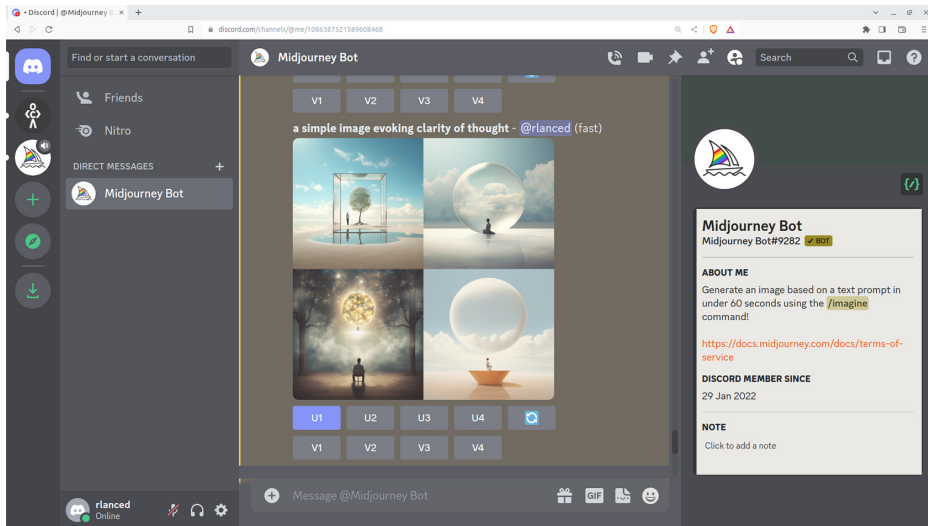 • Discord | @Midjourney B
discord.com/channels/@me/1086387521589608468
Find or start a conversation
Midjourney Bot
Search
Friends
Nitro
DIRECT MESSAGES
Midjourney Bot
V1 V2 V3 V4
a simple image evoking clarity of thought - @rlanced (fast)
U1 U2 U3 U4
V1 V2 V3 V4
Message @Midjourney Bot
GIF
rlanced
Online
Midjourney Bot
Midjourney Bot#9282 ✓ BOT
ABOUT ME
Generate an image based on a text prompt in
under 60 seconds using the /imagine
command!
https://docs.midjourney.com/docs/terms-of-
service
DISCORD MEMBER SINCE
29 Jan 2022
NOTE
Click to add a note